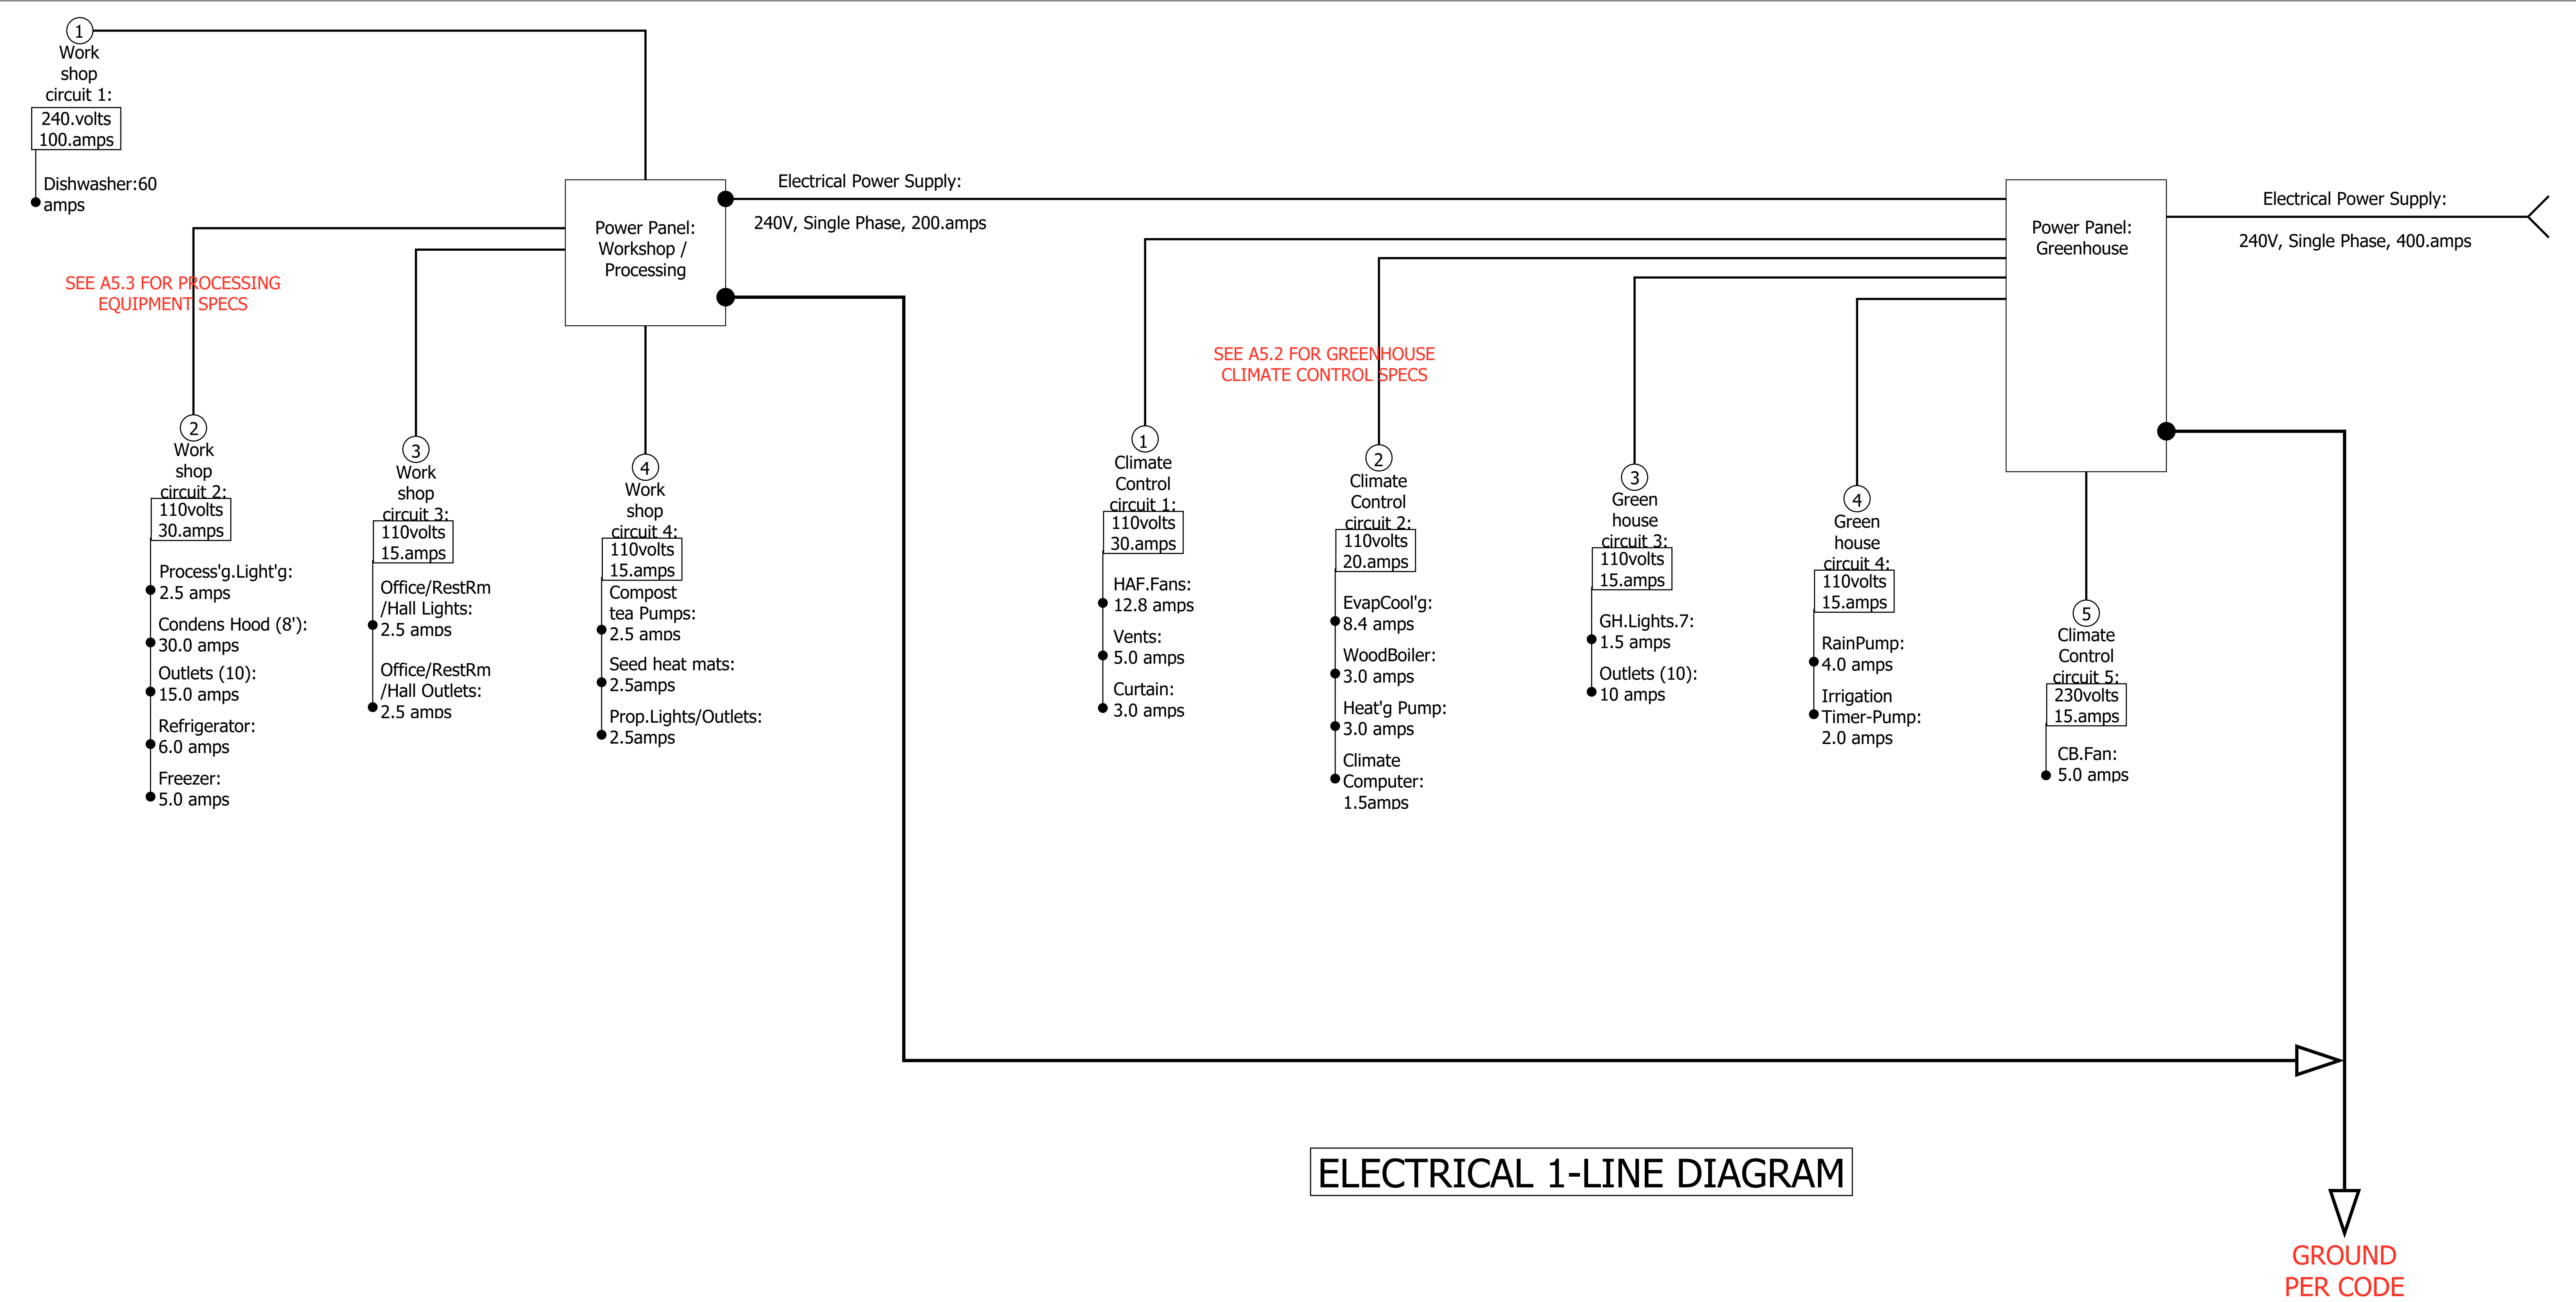 1
Work
shop
circuit 1:
240.volts
100.amps
Dishwasher:60
amps
Power Panel:
Workshop /
Processing
Electrical Power Supply:
240V, Single Phase, 200.amps
Power Panel:
Greenhouse
Electrical Power Supply:
240V, Single Phase, 400.amps
SEE A5.3 FOR PROCESSING
EQUIPMENT SPECS
2
Work
shop
circuit 2:
110volts
30.amps
Process'g.Light'g:
2.5 amps
Condens Hood (8'):
30.0 amps
Outlets (10):
15.0 amps
Refrigerator:
6.0 amps
Freezer:
5.0 amps
3
Work
shop
circuit 3:
110volts
15.amps
Office/RestRm
/Hall Lights:
2.5 amps
Office/RestRm
/Hall Outlets:
2.5 amps
4
Work
shop
circuit 4:
110volts
15.amps
Compost
tea Pumps:
2.5 amps
Seed heat mats:
2.5amps
Prop.Lights/Outlets:
2.5amps
SEE A5.2 FOR GREENHOUSE
CLIMATE CONTROL SPECS
1
Climate
Control
circuit 1:
110volts
30.amps
HAF.Fans:
12.8 amps
Vents:
5.0 amps
Curtain:
3.0 amps
2
Climate
Control
circuit 2:
110volts
20.amps
EvapCool'g:
8.4 amps
WoodBoiler:
3.0 amps
Heat'g Pump:
3.0 amps
Climate
Computer:
1.5amps
3
Green
house
circuit 3:
110volts
15.amps
GH.Lights.7:
1.5 amps
Outlets (10):
10 amps
4
Green
house
circuit 4:
110volts
15.amps
RainPump:
4.0 amps
Irrigation
Timer-Pump:
2.0 amps
5
Climate
Control
circuit 5:
230volts
15.amps
CB.Fan:
5.0 amps
ELECTRICAL 1-LINE DIAGRAM
GROUND
PER CODE